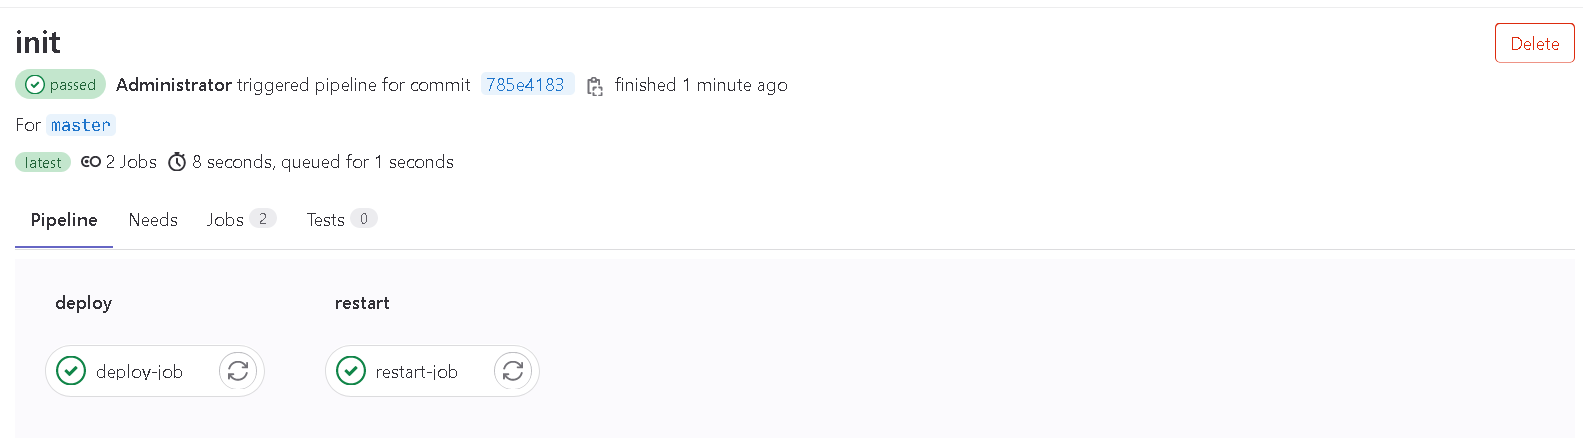 init
Delete
passed Administrator triggered pipeline for commit 785e4183 finished 1 minute ago
For master
latest 2 Jobs 8 seconds, queued for 1 seconds
Pipeline Needs Jobs 2 Tests 0
deploy restart
deploy-job restart-job